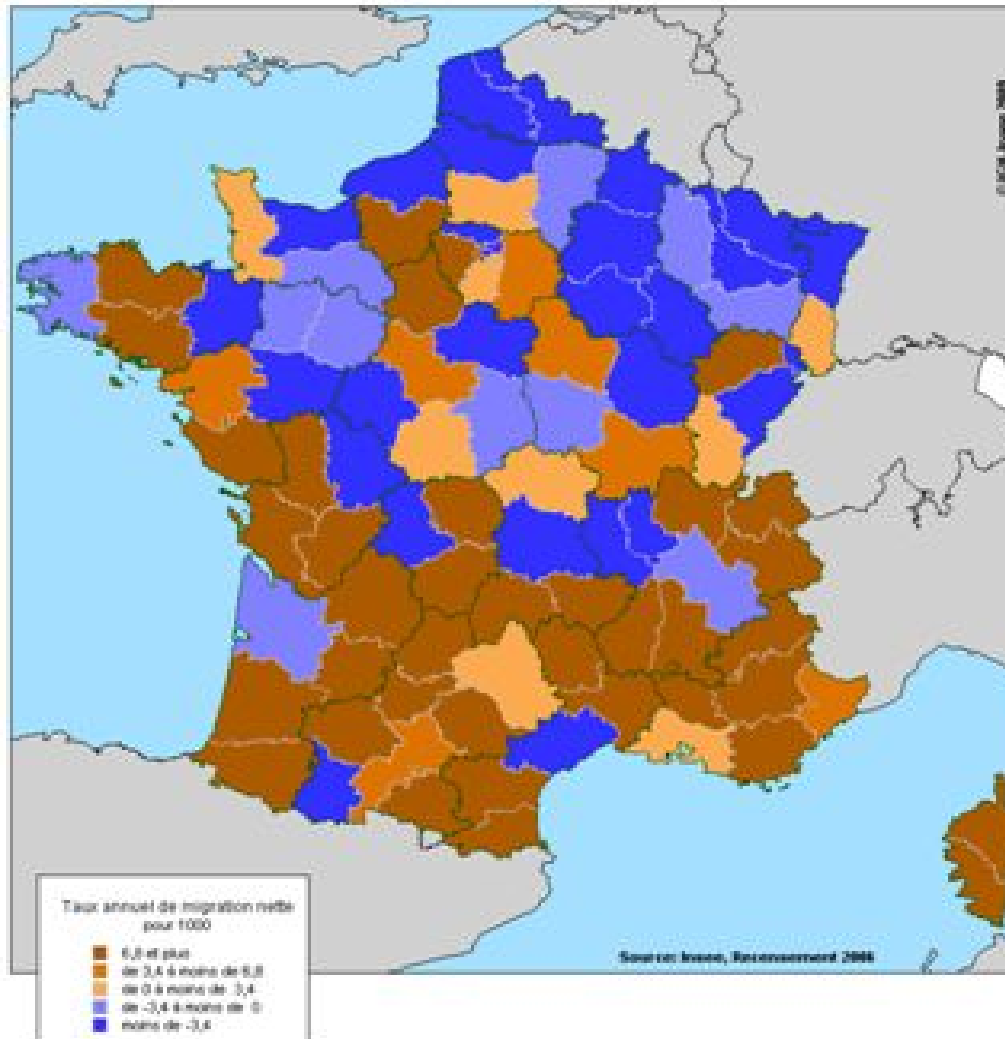 Taux annuel de migration nette
pour 1000
6,8 et plus
de 3,4 à moins de 6,8
de 0 à moins de 3,4
de -3,4 à moins de 0
moins de -3,4
Source: Insee, Recensement 2006